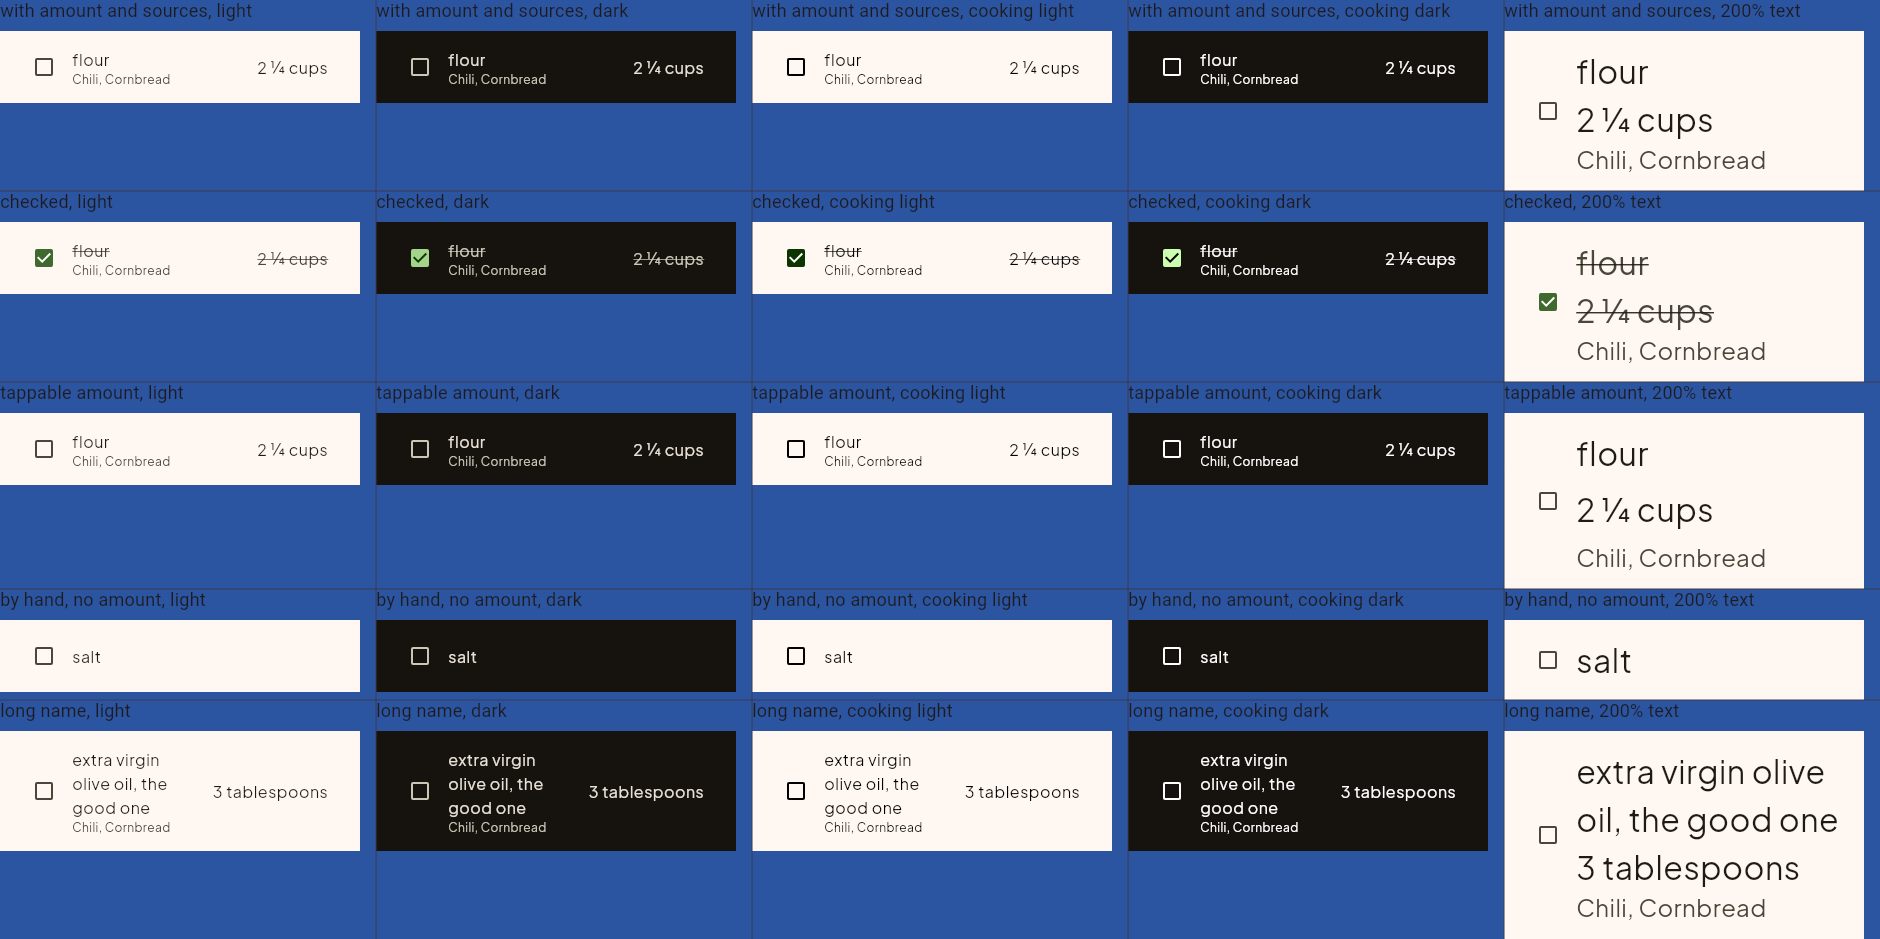 with amount and sources, light
with amount and sources, dark
with amount and sources, cooking light
with amount and sources, cooking dark
with amount and sources, 200% text
flour
Chili, Cornbread
2 ¼ cups
flour
Chili, Cornbread
2 ¼ cups
flour
Chili, Cornbread
2 ¼ cups
flour
Chili, Cornbread
2 ¼ cups
flour
2 ¼ cups
Chili, Cornbread
checked, light
checked, dark
checked, cooking light
checked, cooking dark
checked, 200% text
flour
Chili, Cornbread
2 ¼ cups
flour
Chili, Cornbread
2 ¼ cups
flour
Chili, Cornbread
2 ¼ cups
flour
Chili, Cornbread
2 ¼ cups
flour
2 ¼ cups
Chili, Cornbread
tappable amount, light
tappable amount, dark
tappable amount, cooking light
tappable amount, cooking dark
tappable amount, 200% text
flour
Chili, Cornbread
2 ¼ cups
flour
Chili, Cornbread
2 ¼ cups
flour
Chili, Cornbread
2 ¼ cups
flour
Chili, Cornbread
2 ¼ cups
flour
2 ¼ cups
Chili, Cornbread
by hand, no amount, light
by hand, no amount, dark
by hand, no amount, cooking light
by hand, no amount, cooking dark
by hand, no amount, 200% text
salt
salt
salt
salt
salt
long name, light
long name, dark
long name, cooking light
long name, cooking dark
long name, 200% text
extra virgin
olive oil, the
good one
Chili, Cornbread
3 tablespoons
extra virgin
olive oil, the
good one
Chili, Cornbread
3 tablespoons
extra virgin
olive oil, the
good one
Chili, Cornbread
3 tablespoons
extra virgin
olive oil, the
good one
Chili, Cornbread
3 tablespoons
extra virgin olive
oil, the good one
3 tablespoons
Chili, Cornbread